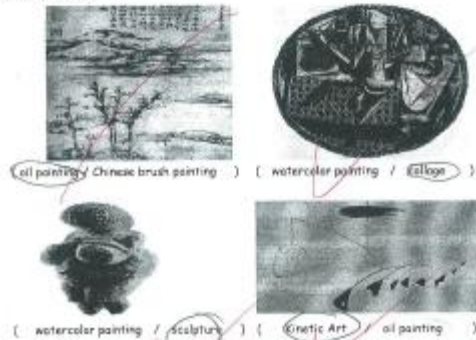 ( oil painting / Chinese brush painting ) ( watercolor painting / collage )
( watercolor painting / sculpture ) ( Kinetic Art / oil painting )